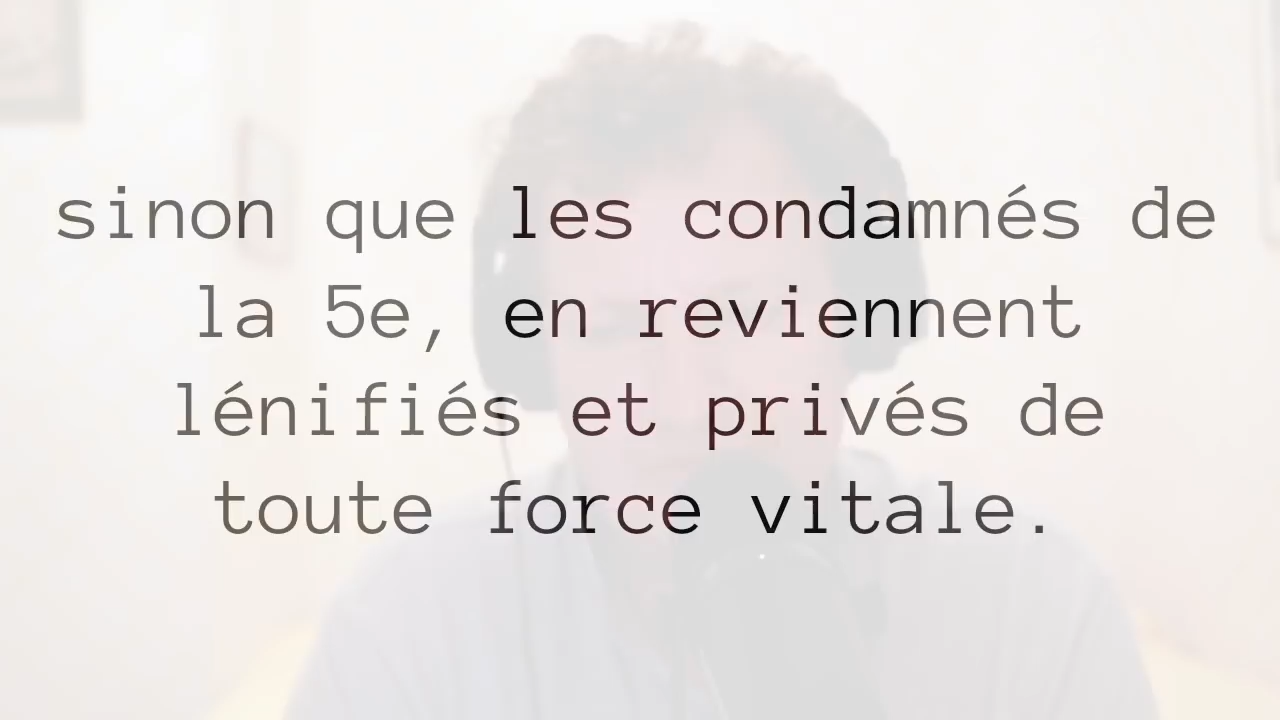 sinon que les condamnés de
la 5e, en reviennent
lénifiés et privés de
toute force vitale.